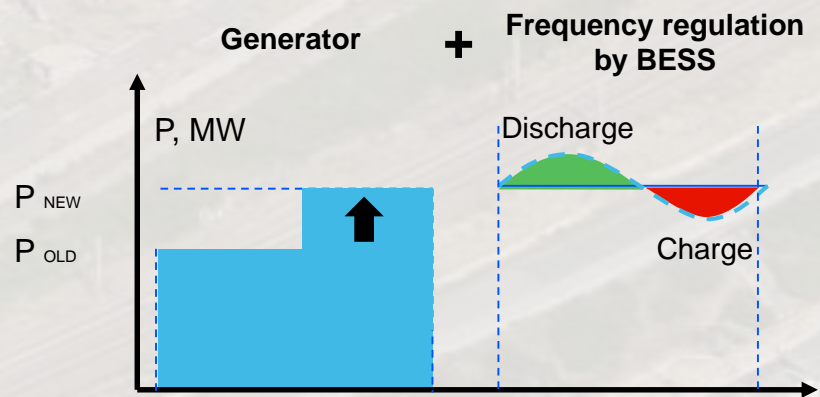 Generator
+
Frequency regulation
by BESS
P, MW
Discharge
P NEW
P OLD
Charge